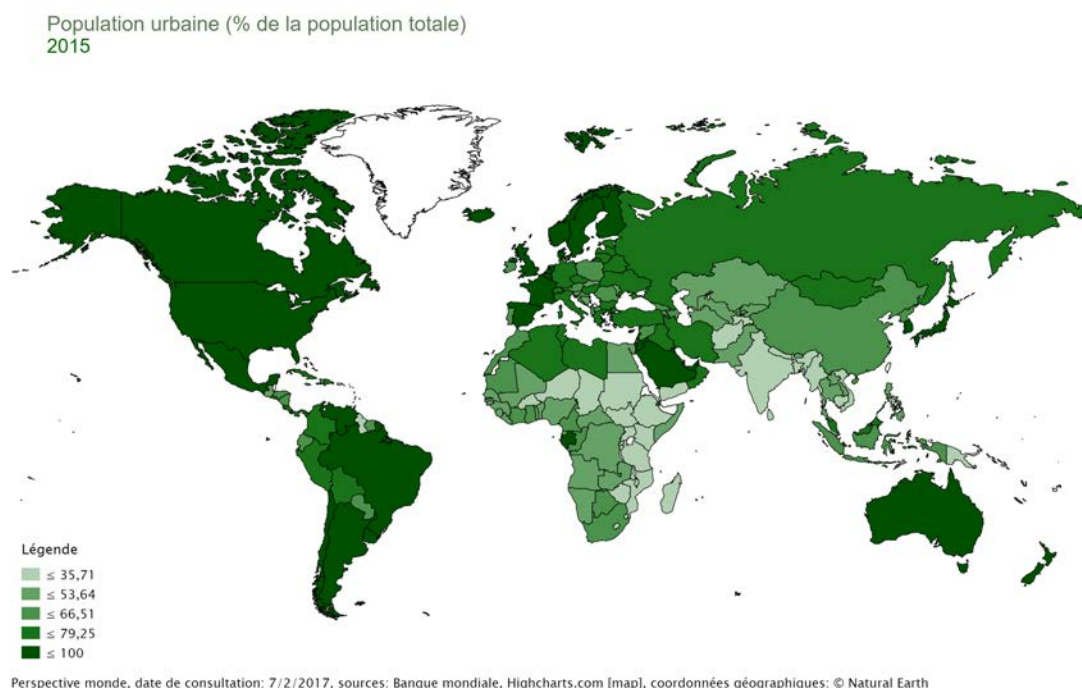 Population urbaine (% de la population totale)
2015
Légende
≤ 35,71
≤ 53,64
≤ 66,51
≤ 79,25
≤ 100
Perspective monde, date de consultation: 7/2/2017, sources: Banque mondiale, Highcharts.com [map], coordonnées géographiques: © Natural Earth